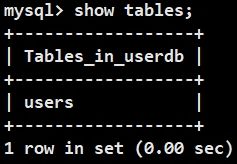 mysql> show tables;
+------------------+
| Tables_in_userdb |
+------------------+
| users            |
+------------------+
1 row in set (0.00 sec)